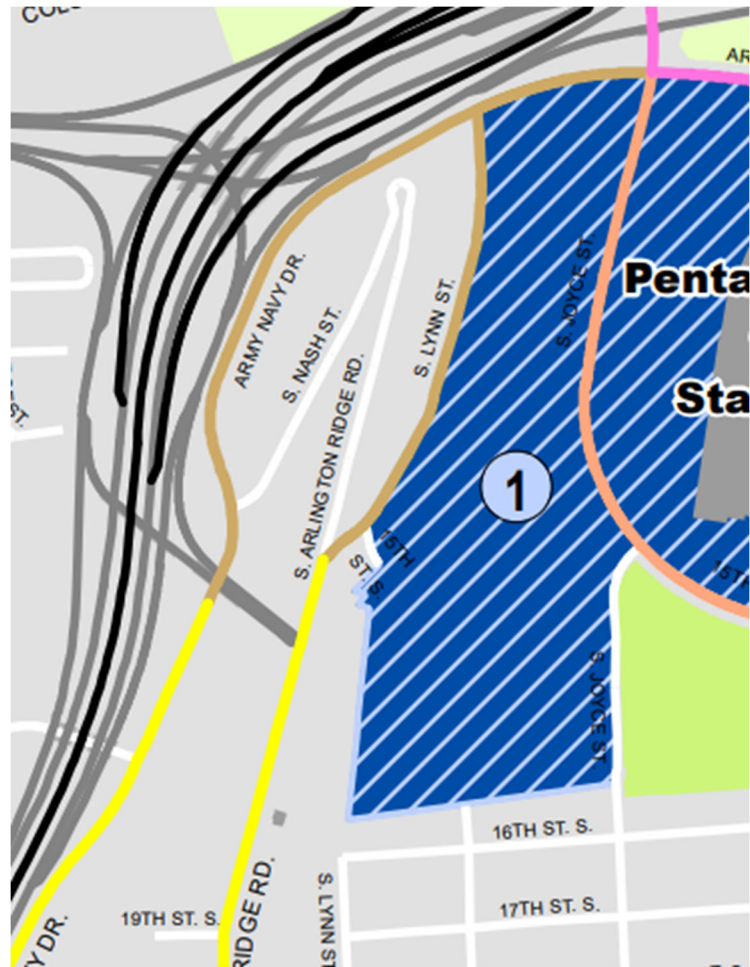 COL
AR
ARMY NAVY DR.
S. NASH ST.
S. ARLINGTON RIDGE RD.
S. LYNN ST.
S. JOYCE ST.
Penta
Sta
1
15TH
ST. S
15T
EST.
S. JOYCE ST.
16TH ST. S.
17TH ST. S.
19TH ST. S.
S. LYNN ST
RIDGE RD.
Y DR.